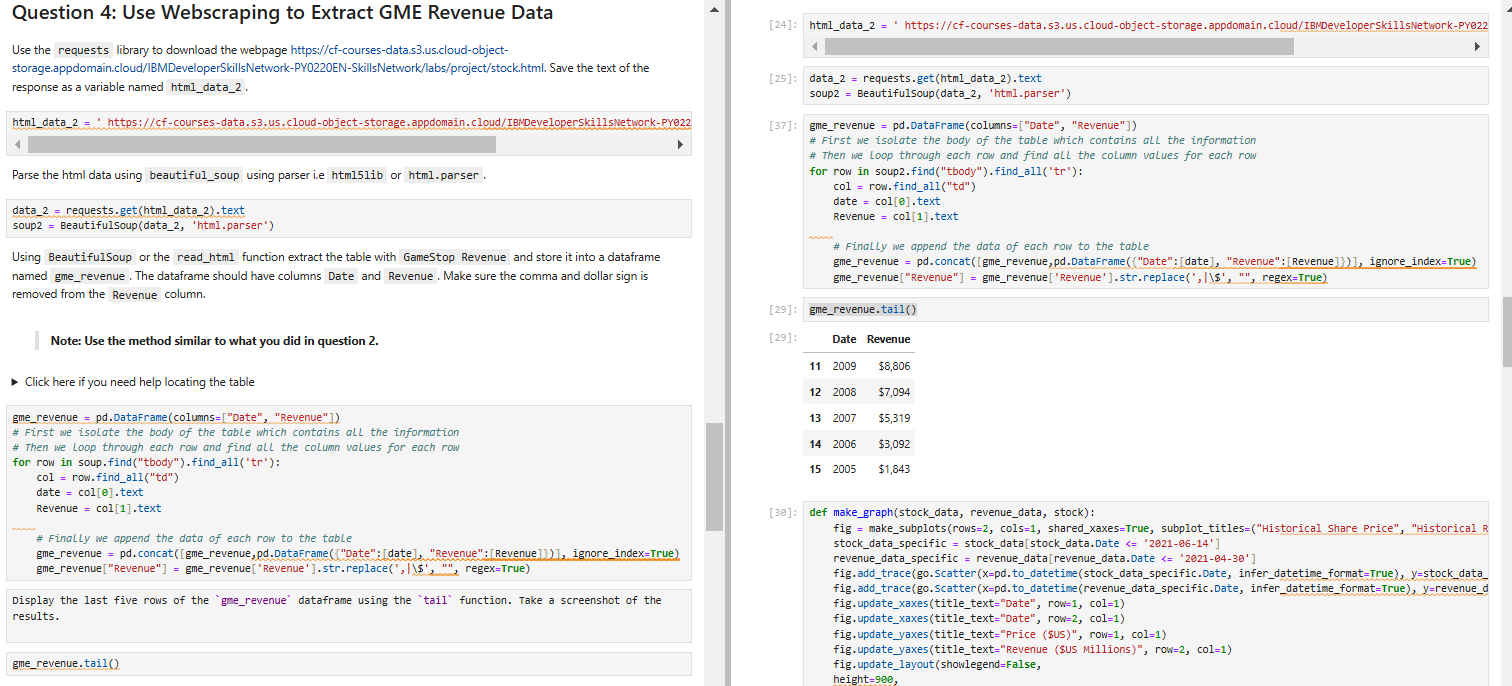 Question 4: Use Webscraping to Extract GME Revenue Data
Use the requests library to download the webpage https://cf-courses-data.s3.us.cloud-object-
storage.appdomain.cloud/IBMDeveloperSkillsNetwork-PY0220EN-SkillsNetwork/labs/project/stock.html. Save the text of the
response as a variable named html_data_2.
html_data_2 = ' https://cf-courses-data.s3.us.cloud-object-storage.appdomain.cloud/IBMDeveloperSkillsNetwork-PY022
Parse the html data using beautiful_soup using parser i.e html5lib or html.parser.
data_2 = requests.get(html_data_2).text
soup2 = BeautifulSoup(data_2, 'html.parser')
Using BeautifulSoup or the read_html function extract the table with GameStop Revenue and store it into a dataframe
named gme_revenue. The dataframe should have columns Date and Revenue. Make sure the comma and dollar sign is
removed from the Revenue column.
Note: Use the method similar to what you did in question 2.
Click here if you need help locating the table
gme_revenue = pd.DataFrame(columns=["Date", "Revenue"])
# First we isolate the body of the table which contains all the information
# Then we loop through each row and find all the column values for each row
for row in soup.find("tbody").find_all('tr'):
    col = row.find_all("td")
    date = col[0].text
    Revenue = col[1].text
    # Finally we append the data of each row to the table
    gme_revenue = pd.concat([gme_revenue,pd.DataFrame({"Date":[date], "Revenue":[Revenue]})], ignore_index=True)
    gme_revenue["Revenue"] = gme_revenue['Revenue'].str.replace(',|\$', "", regex=True)
Display the last five rows of the `gme_revenue` dataframe using the `tail` function. Take a screenshot of the
results.
gme_revenue.tail()
[24]: html_data_2 = ' https://cf-courses-data.s3.us.cloud-object-storage.appdomain.cloud/IBMDeveloperSkillsNetwork-PY022
[25]: data_2 = requests.get(html_data_2).text
soup2 = BeautifulSoup(data_2, 'html.parser')
[37]: gme_revenue = pd.DataFrame(columns=["Date", "Revenue"])
# First we isolate the body of the table which contains all the information
# Then we loop through each row and find all the column values for each row
for row in soup2.find("tbody").find_all('tr'):
    col = row.find_all("td")
    date = col[0].text
    Revenue = col[1].text
    # Finally we append the data of each row to the table
    gme_revenue = pd.concat([gme_revenue,pd.DataFrame({"Date":[date], "Revenue":[Revenue]})], ignore_index=True)
    gme_revenue["Revenue"] = gme_revenue['Revenue'].str.replace(',|\$', "", regex=True)
[29]: gme_revenue.tail()
[29]: Date Revenue
11 2009 $8,806
12 2008 $7,094
13 2007 $5,319
14 2006 $3,092
15 2005 $1,843
[30]: def make_graph(stock_data, revenue_data, stock):
    fig = make_subplots(rows=2, cols=1, shared_xaxes=True, subplot_titles=("Historical Share Price", "Historical R
    stock_data_specific = stock_data[stock_data.Date <= '2021-06-14']
    revenue_data_specific = revenue_data[revenue_data.Date <= '2021-04-30']
    fig.add_trace(go.Scatter(x=pd.to_datetime(stock_data_specific.Date, infer_datetime_format=True), y=stock_data_
    fig.add_trace(go.Scatter(x=pd.to_datetime(revenue_data_specific.Date, infer_datetime_format=True), y=revenue_d
    fig.update_xaxes(title_text="Date", row=1, col=1)
    fig.update_xaxes(title_text="Date", row=2, col=1)
    fig.update_yaxes(title_text="Price ($US)", row=1, col=1)
    fig.update_yaxes(title_text="Revenue ($US Millions)", row=2, col=1)
    fig.update_layout(showlegend=False,
    height=900,